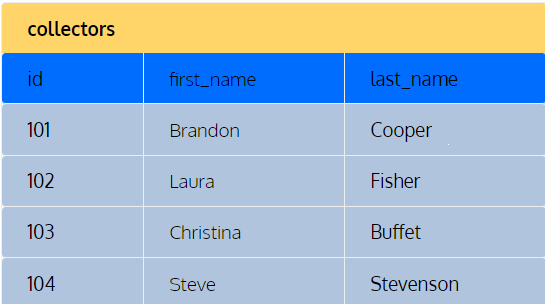 collectors
id first_name last_name
101 Brandon Cooper
102 Laura Fisher
103 Christina Buffet
104 Steve Stevenson